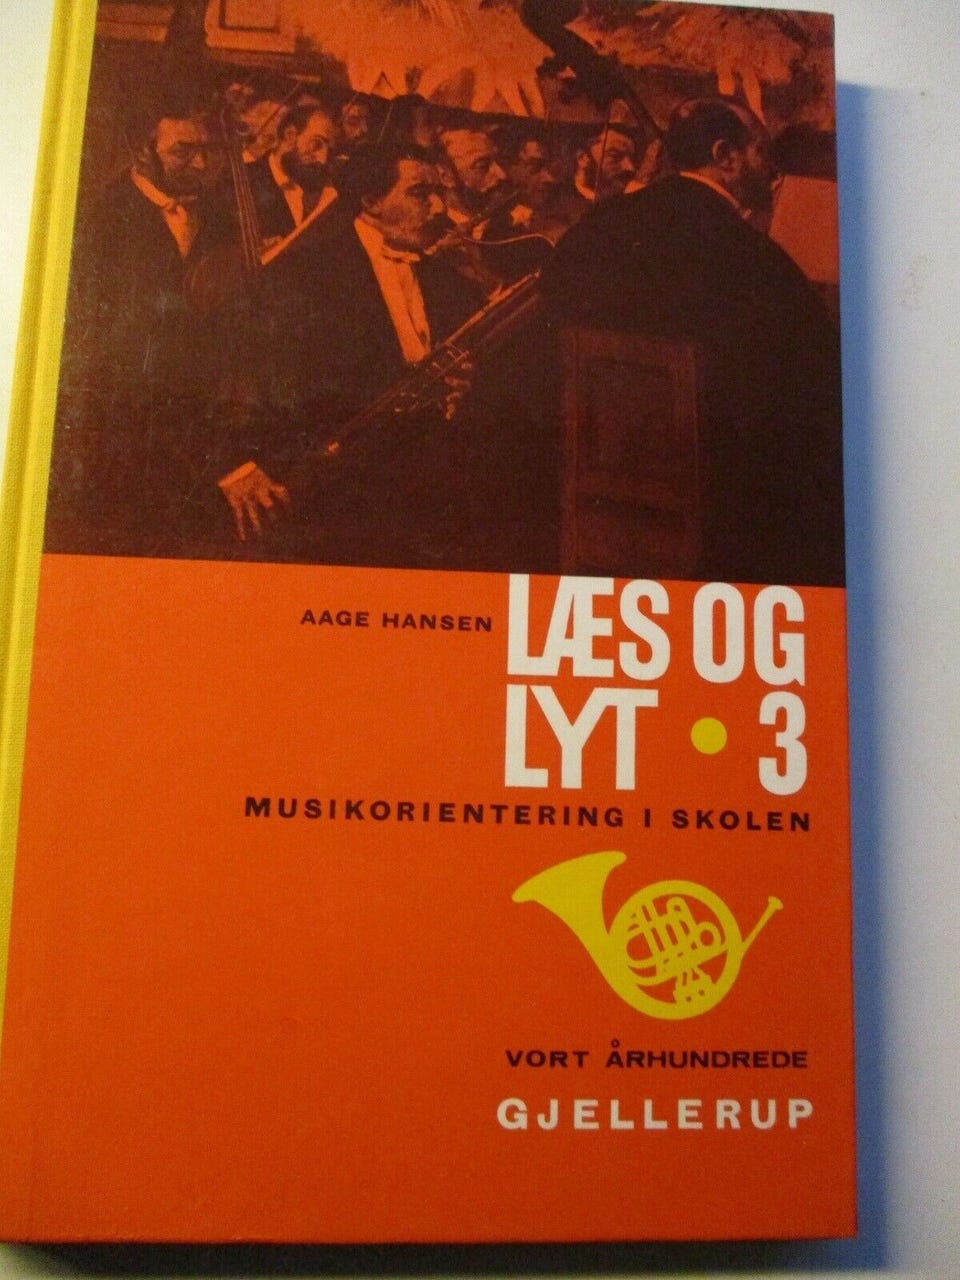 AAGE HANSEN
LÆS OG
LYT • 3
MUSIKORIENTERING I SKOLEN
VORT ÅRHUNDREDE
GJELLERUP